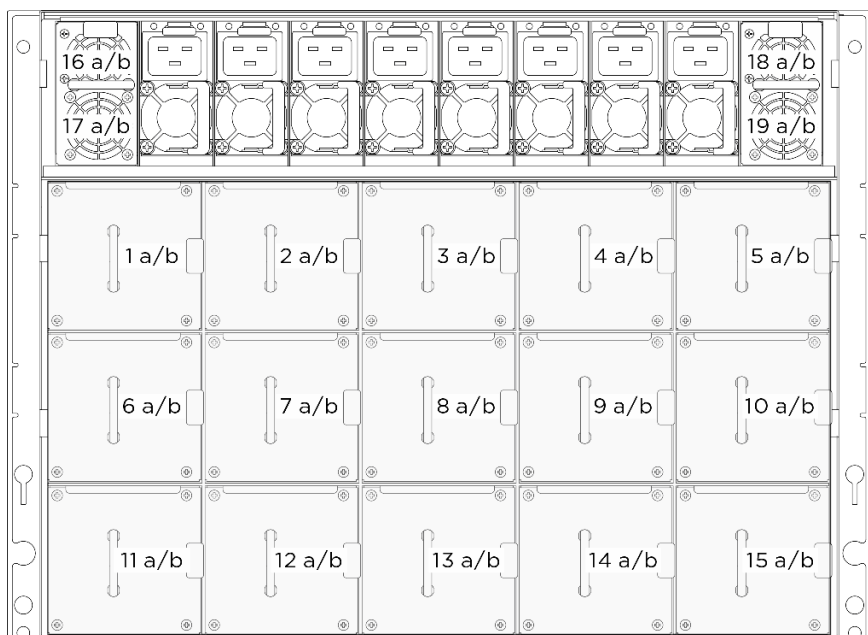 16 a/b
18 a/b
17 a/b
19 a/b
1 a/b
2 a/b
3 a/b
4 a/b
5 a/b
6 a/b
7 a/b
8 a/b
9 a/b
10 a/b
11 a/b
12 a/b
13 a/b
14 a/b
15 a/b